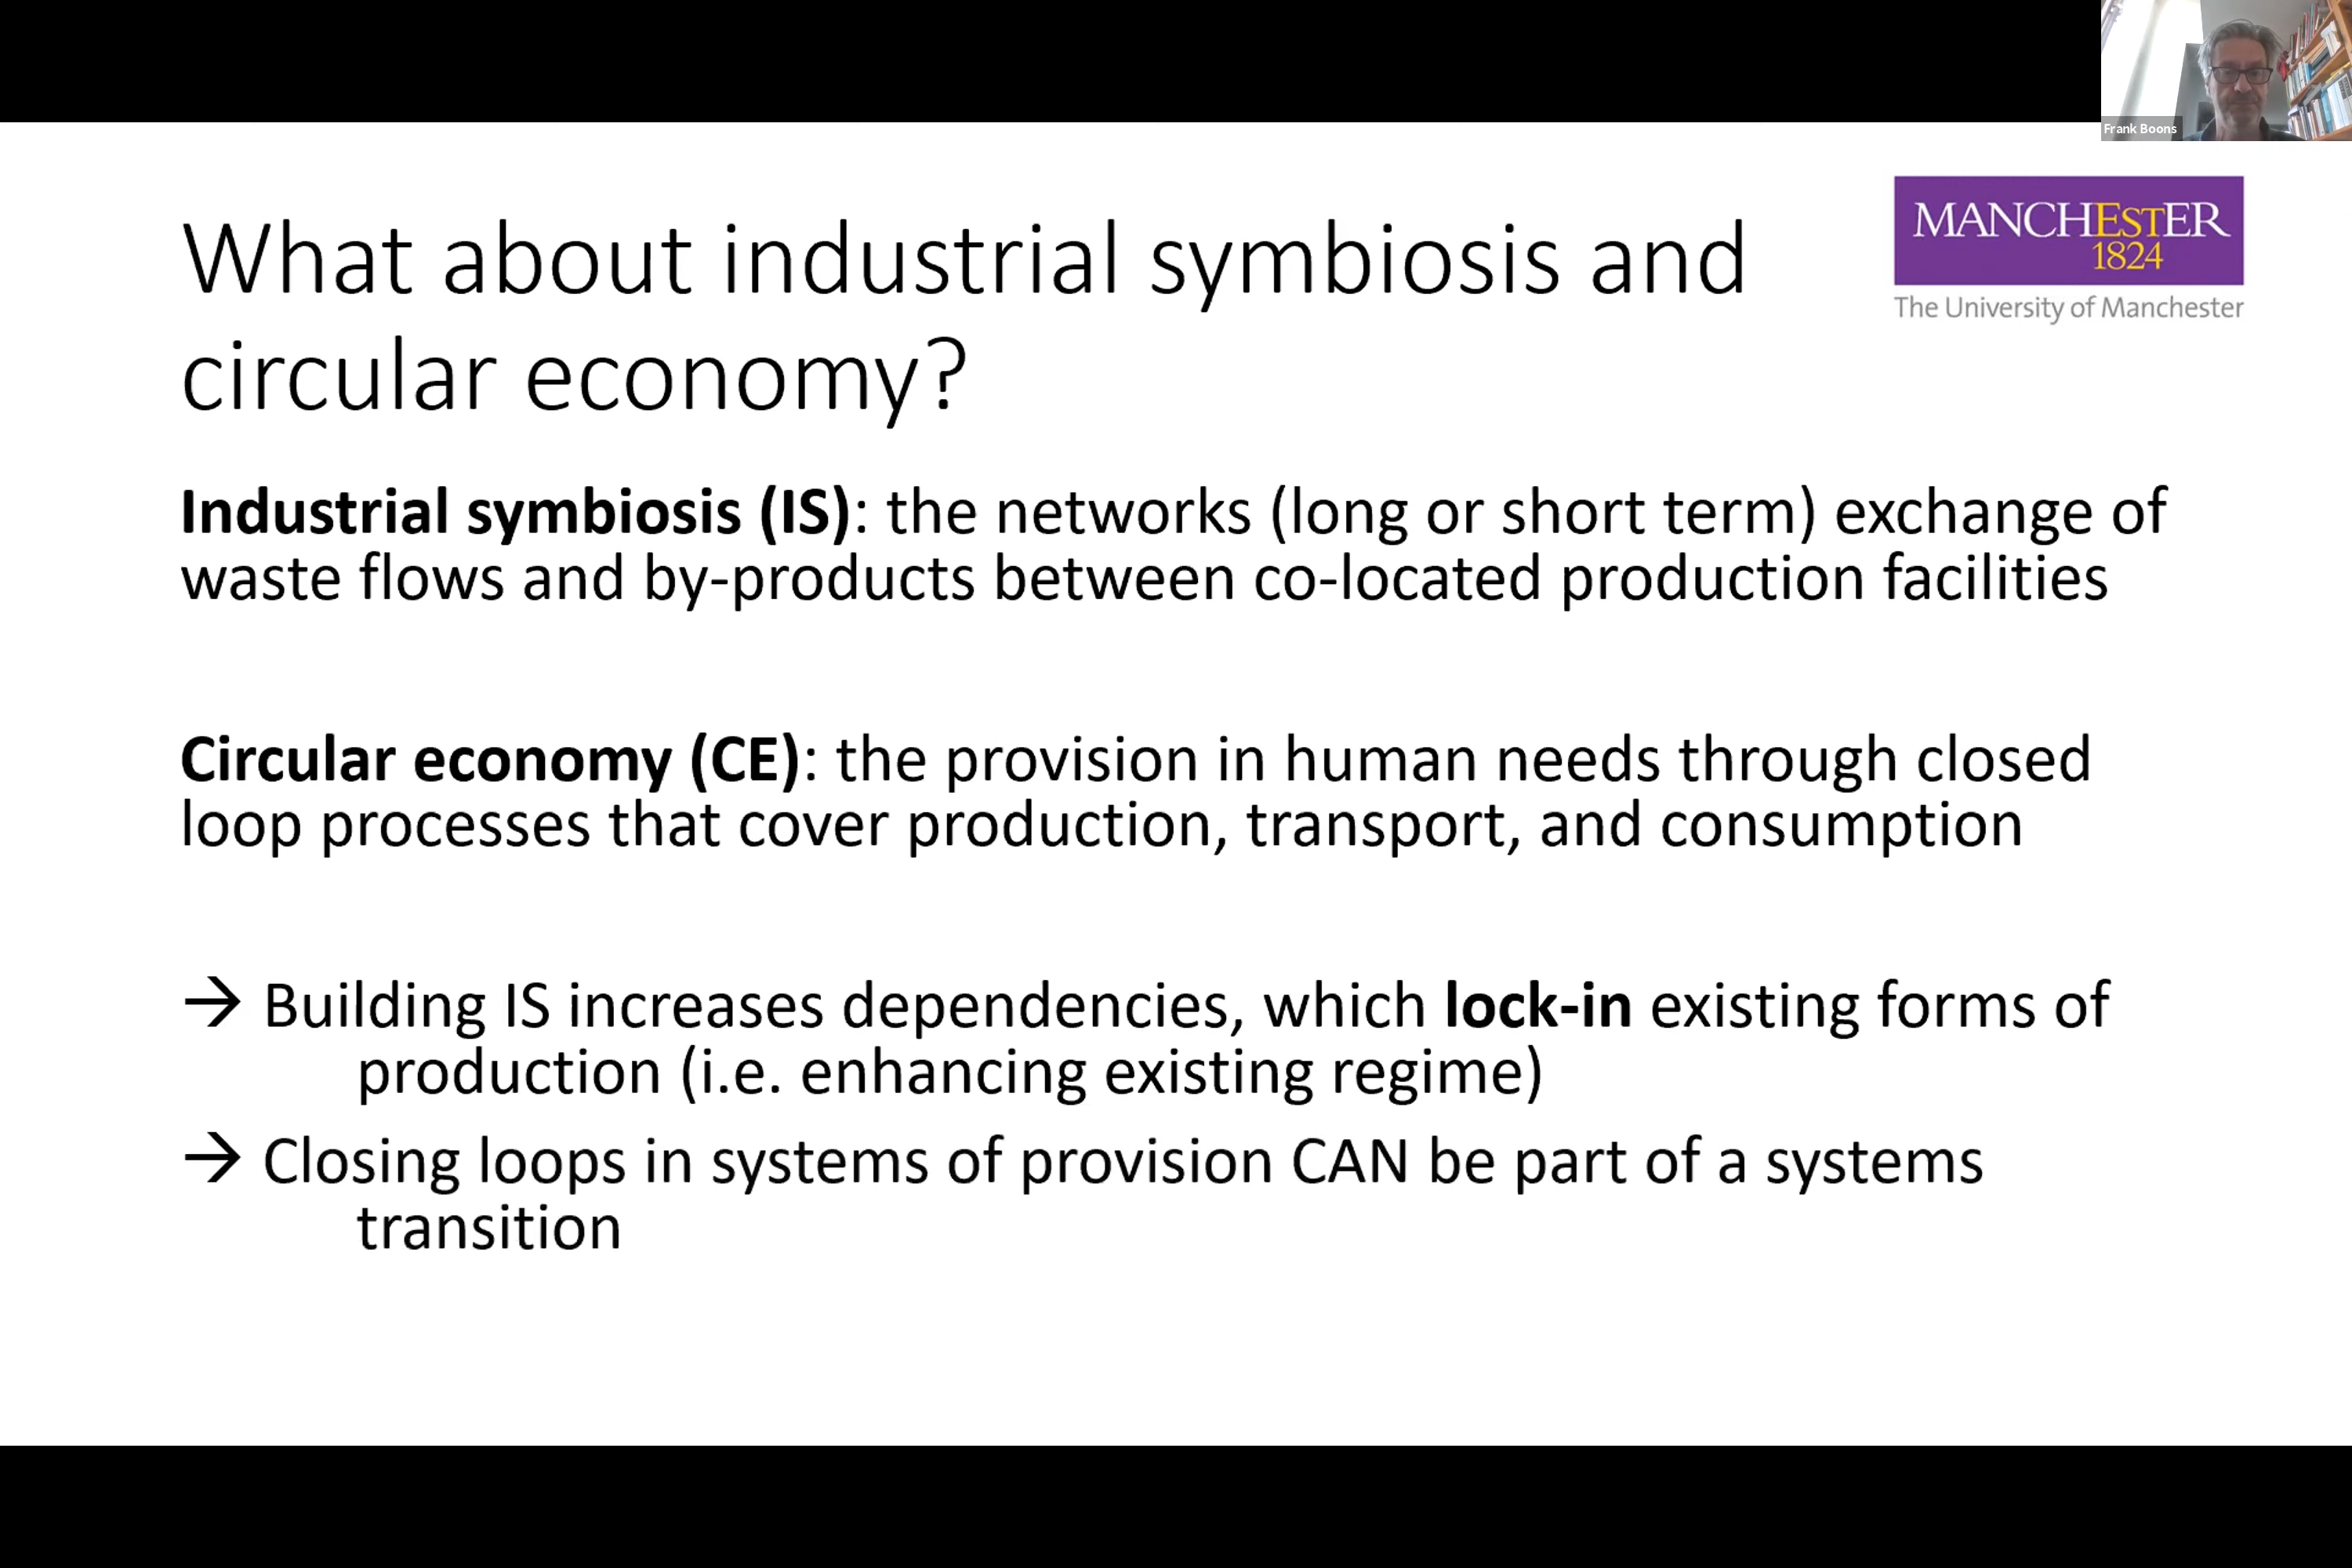 Frank Boons
MANCHESTER
1824
The University of Manchester
What about industrial symbiosis and
circular economy?
Industrial symbiosis (IS): the networks (long or short term) exchange of
waste flows and by-products between co-located production facilities
Circular economy (CE): the provision in human needs through closed
loop processes that cover production, transport, and consumption
→ Building IS increases dependencies, which lock-in existing forms of
production (i.e. enhancing existing regime)
→ Closing loops in systems of provision CAN be part of a systems
transition